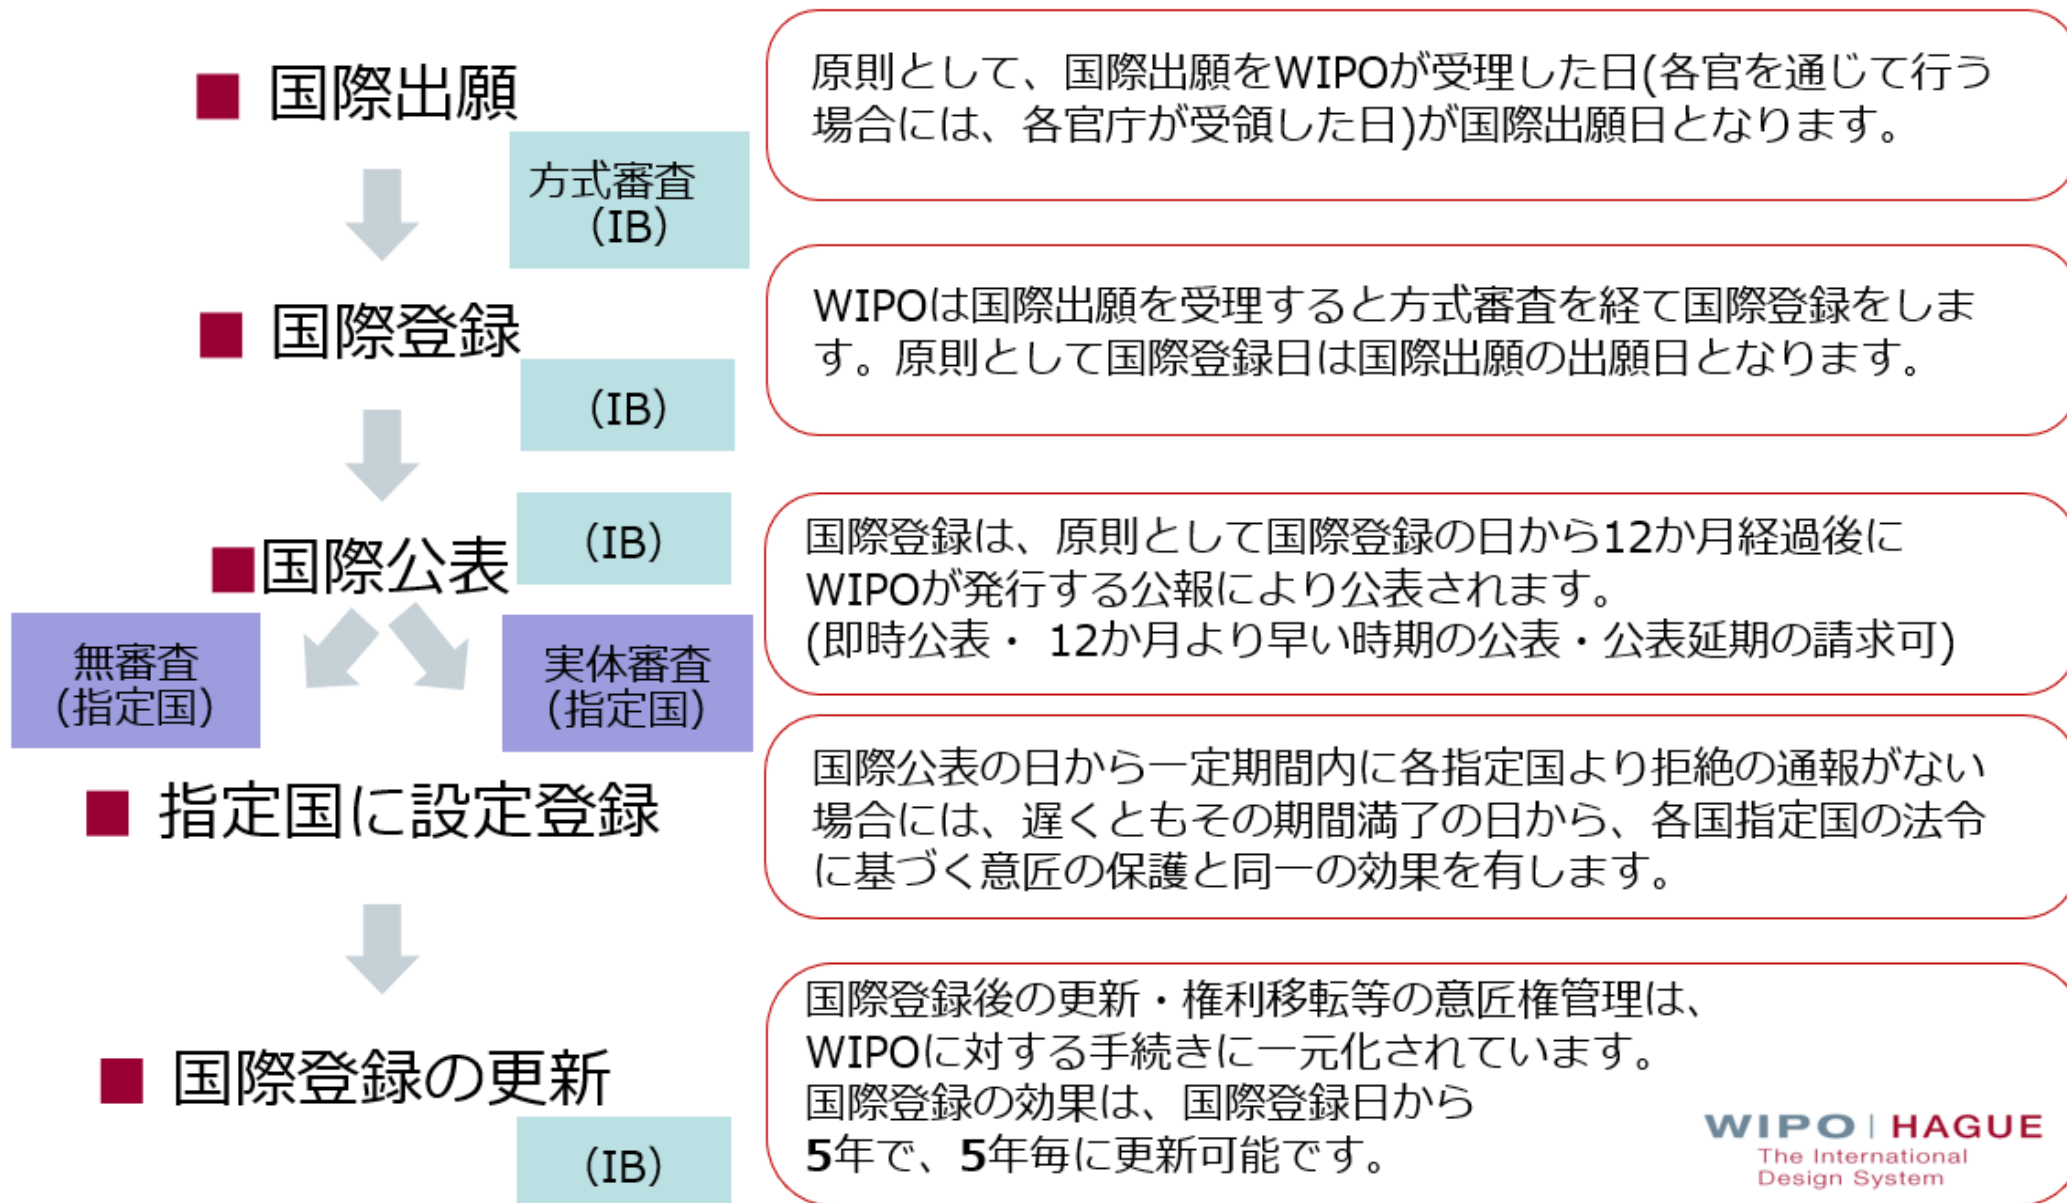 ■ 国際出願
原則として、国際出願をWIPOが受理した日(各官を通じて行う
場合には、各官庁が受領した日)が国際出願日となります。
方式審査
（IB）
■ 国際登録
WIPOは国際出願を受理すると方式審査を経て国際登録をしま
す。原則として国際登録日は国際出願の出願日となります。
（IB）
■国際公表
（IB）
国際登録は、原則として国際登録の日から12か月経過後に
WIPOが発行する公報により公表されます。
(即時公表・ 12か月より早い時期の公表・公表延期の請求可)
無審査
（指定国）
実体審査
（指定国）
■ 指定国に設定登録
国際公表の日から一定期間内に各指定国より拒絶の通報がない
場合には、遅くともその期間満了の日から、各国指定国の法令
に基づく意匠の保護と同一の効果を有します。
■ 国際登録の更新
（IB）
国際登録後の更新・権利移転等の意匠権管理は、
WIPOに対する手続きに一元化されています。
国際登録の効果は、国際登録日から
5年で、5年毎に更新可能です。
WIPO | HAGUE
The International
Design System